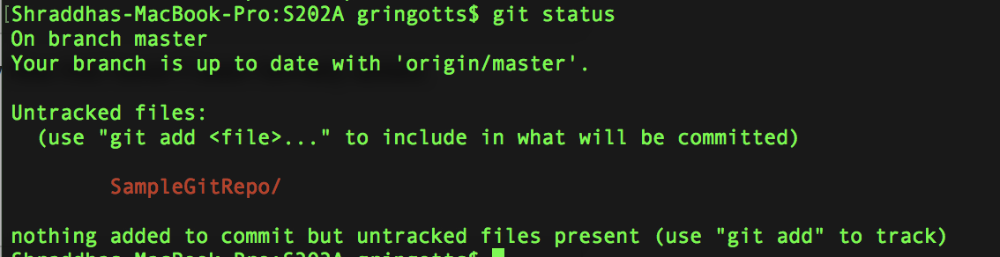 [Shraddhas-MacBook-Pro:S202A gringotts$ git status
On branch master
Your branch is up to date with 'origin/master'.
Untracked files:
(use "git add <file>..." to include in what will be committed)
SampleGitRepo/
nothing added to commit but untracked files present (use "git add" to track)
Shraddhas-MacBook-Pro:S202A gringotts$